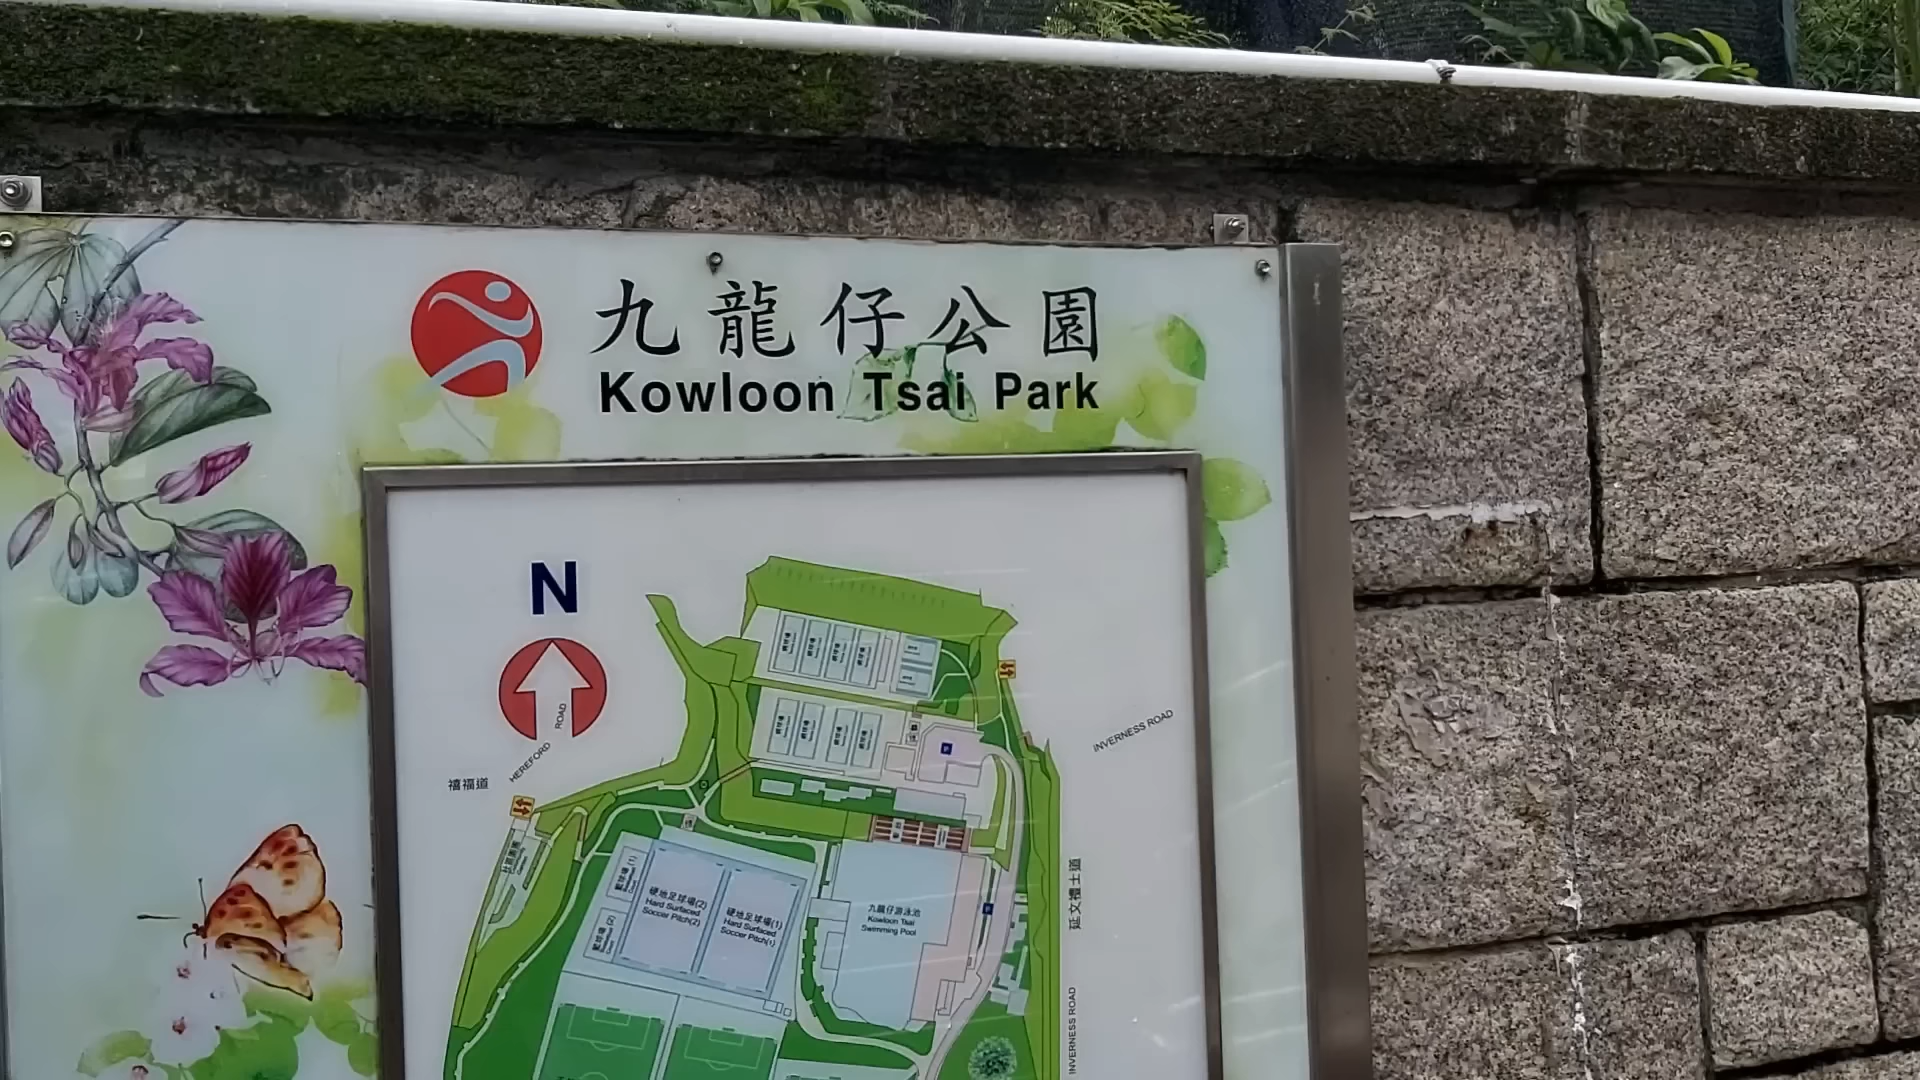 九龍仔公園
Kowloon Tsai Park
N
HEREFORD ROAD
禧福道
INVERNESS ROAD
P
硬地足球場(2)
Hard Surfaced
Soccer Pitch(2)
硬地足球場(1)
Hard Surfaced
Soccer Pitch(1)
九龍仔游泳池
Kowloon Tsai
Swimming Pool
P
延文禮士道
INVERNESS ROAD